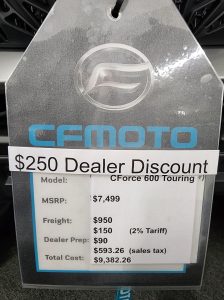 CFMOTO
$250 Dealer Discount
Model: CForce 600 Touring
MSRP: $7,499
Freight: $950
$150 (2% Tariff)
Dealer Prep: $90
$593.26 (sales tax)
Total Cost: $9,382.26